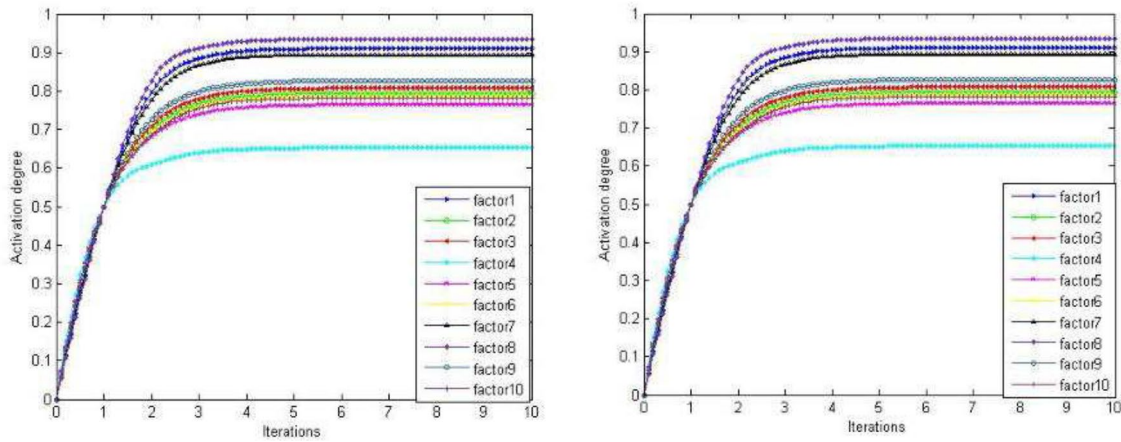 1
0.9
0.8
0.7
0.6
0.5
0.4
0.3
0.2
0.1
0
Activation degree
0 1 2 3 4 5 6 7 8 9 10
Iterations
factor1
factor2
factor3
factor4
factor5
factor6
factor7
factor8
factor9
factor10
1
0.9
0.8
0.7
0.6
0.5
0.4
0.3
0.2
0.1
0
Activation degree
0 1 2 3 4 5 6 7 8 9 10
Iterations
factor1
factor2
factor3
factor4
factor5
factor6
factor7
factor8
factor9
factor10